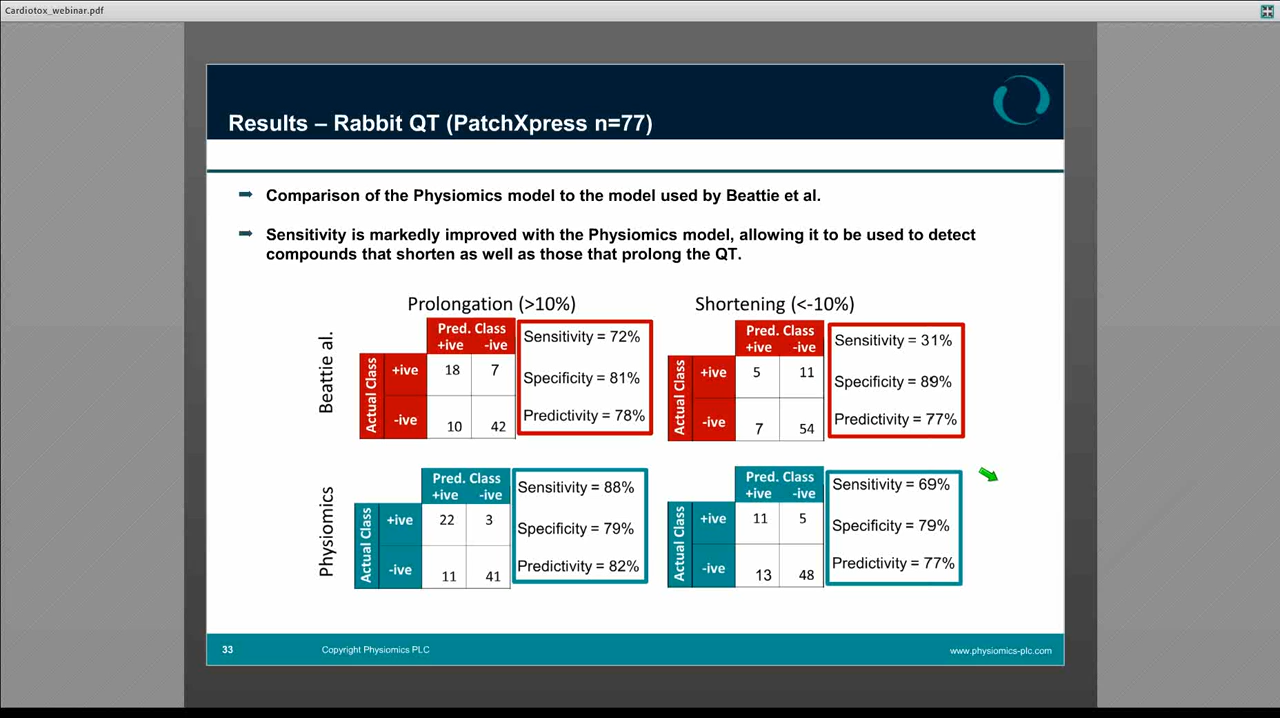 Cardiotox_webinar.pdf
Results – Rabbit QT (PatchXpress n=77)
Comparison of the Physiomics model to the model used by Beattie et al.
Sensitivity is markedly improved with the Physiomics model, allowing it to be used to detect
compounds that shorten as well as those that prolong the QT.
Prolongation (>10%)
Shortening (<-10%)
Beattie al.
Pred. Class
+ive -ive
Actual Class
+ive 18 7
-ive 10 42
Sensitivity = 72%
Specificity = 81%
Predictivity = 78%
Pred. Class
+ive -ive
Actual Class
+ive 5 11
-ive 7 54
Sensitivity = 31%
Specificity = 89%
Predictivity = 77%
Physiomics
Pred. Class
+ive -ive
Actual Class
+ive 22 3
-ive 11 41
Sensitivity = 88%
Specificity = 79%
Predictivity = 82%
Pred. Class
+ive -ive
Actual Class
+ive 11 5
-ive 13 48
Sensitivity = 69%
Specificity = 79%
Predictivity = 77%
33
Copyright Physiomics PLC
www.physiomics-plc.com